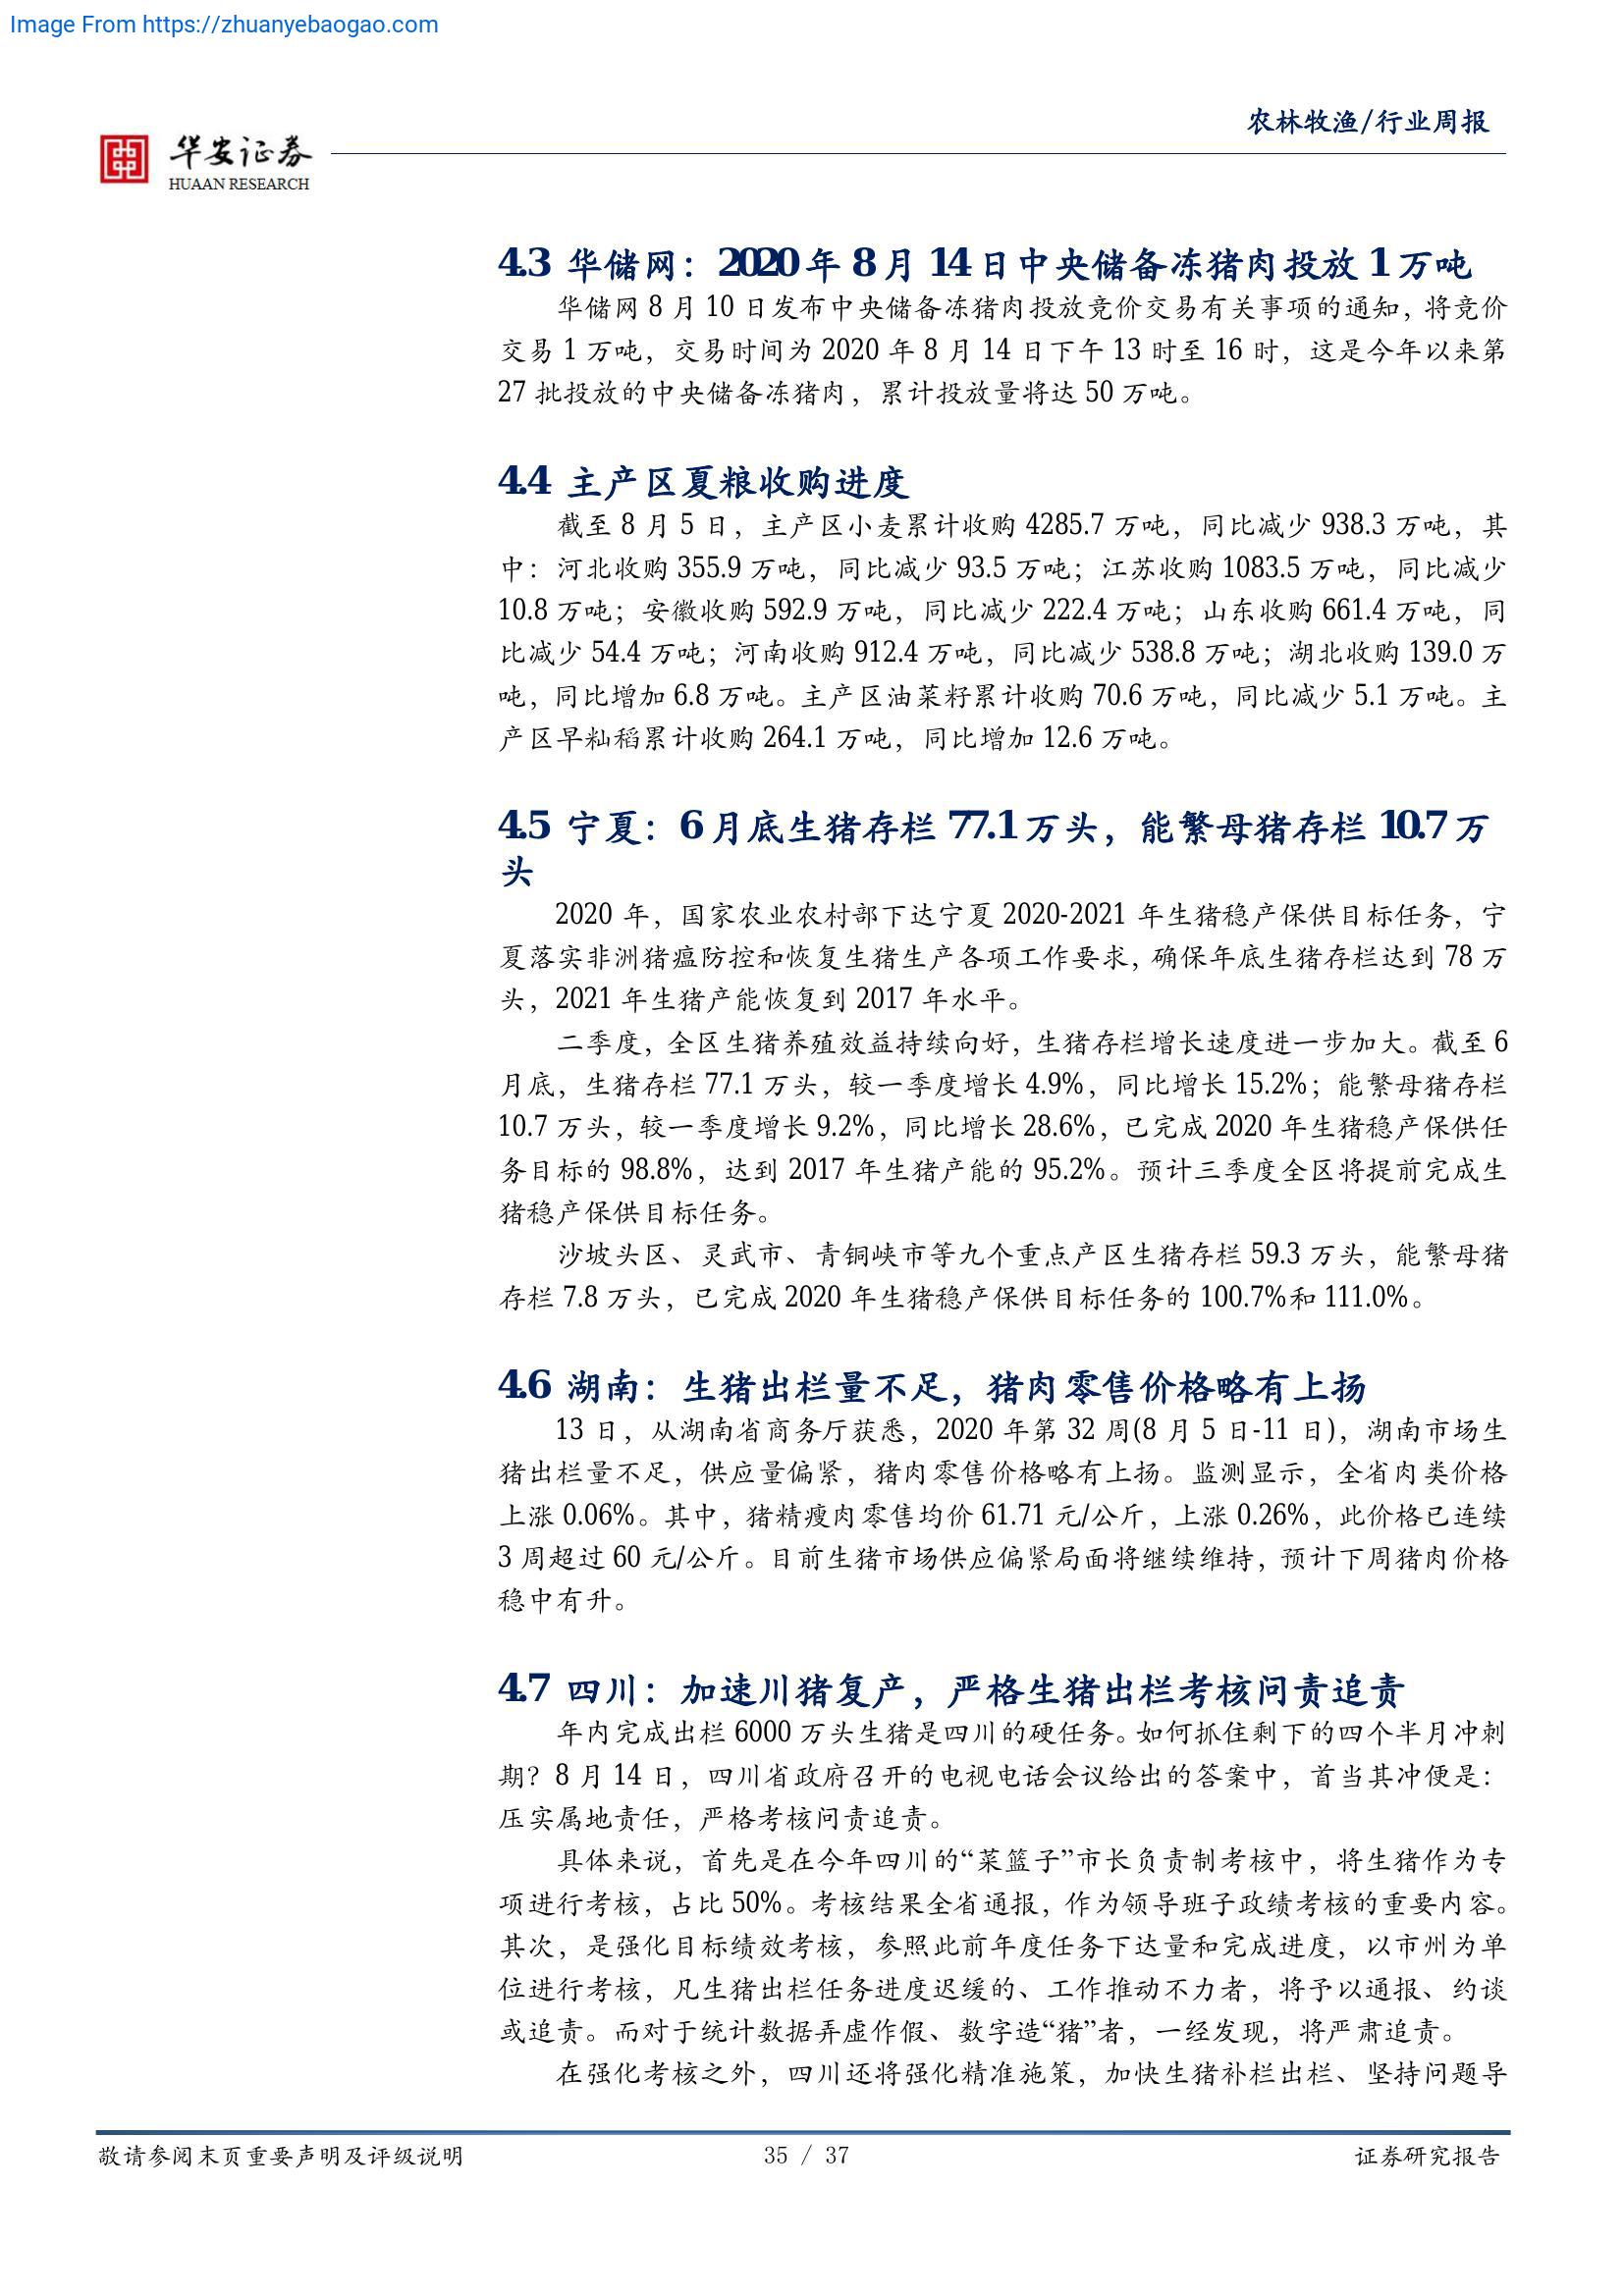 Image From https://zhuanyebaogao.com
农林牧渔/行业周报
华安证券
HUAAN RESEARCH
4.3 华储网：2020年8月14日中央储备冻猪肉投放1万吨
华储网 8 月 10 日发布中央储备冻猪肉投放竞价交易有关事项的通知，将竞价
交易 1 万吨，交易时间为 2020 年 8 月 14 日下午 13 时至 16 时，这是今年以来第
27 批投放的中央储备冻猪肉，累计投放量将达 50 万吨。
4.4 主产区夏粮收购进度
截至 8 月 5 日，主产区小麦累计收购 4285.7 万吨，同比减少 938.3 万吨，其
中：河北收购 355.9 万吨，同比减少 93.5 万吨；江苏收购 1083.5 万吨，同比减少
10.8 万吨；安徽收购 592.9 万吨，同比减少 222.4 万吨；山东收购 661.4 万吨，同
比减少 54.4 万吨；河南收购 912.4 万吨，同比减少 538.8 万吨；湖北收购 139.0 万
吨，同比增加 6.8 万吨。主产区油菜籽累计收购 70.6 万吨，同比减少 5.1 万吨。主
产区早籼稻累计收购 264.1 万吨，同比增加 12.6 万吨。
4.5 宁夏：6月底生猪存栏77.1万头，能繁母猪存栏10.7万
头
2020 年，国家农业农村部下达宁夏 2020-2021 年生猪稳产保供目标任务，宁
夏落实非洲猪瘟防控和恢复生猪生产各项工作要求，确保年底生猪存栏达到 78 万
头，2021 年生猪产能恢复到 2017 年水平。
二季度，全区生猪养殖效益持续向好，生猪存栏增长速度进一步加大。截至 6
月底，生猪存栏 77.1 万头，较一季度增长 4.9%，同比增长 15.2%；能繁母猪存栏
10.7 万头，较一季度增长 9.2%，同比增长 28.6%，已完成 2020 年生猪稳产保供任
务目标的 98.8%，达到 2017 年生猪产能的 95.2%。预计三季度全区将提前完成生
猪稳产保供目标任务。
沙坡头区、灵武市、青铜峡市等九个重点产区生猪存栏 59.3 万头，能繁母猪
存栏 7.8 万头，已完成 2020 年生猪稳产保供目标任务的 100.7%和 111.0%。
4.6 湖南：生猪出栏量不足，猪肉零售价格略有上扬
13 日，从湖南省商务厅获悉，2020 年第 32 周(8 月 5 日-11 日)，湖南市场生
猪出栏量不足，供应量偏紧，猪肉零售价格略有上扬。监测显示，全省肉类价格
上涨 0.06%。其中，猪精瘦肉零售均价 61.71 元/公斤，上涨 0.26%，此价格已连续
3 周超过 60 元/公斤。目前生猪市场供应偏紧局面将继续维持，预计下周猪肉价格
稳中有升。
4.7 四川：加速川猪复产，严格生猪出栏考核问责追责
年内完成出栏 6000 万头生猪是四川的硬任务。如何抓住剩下的四个半月冲刺
期？8 月 14 日，四川省政府召开的电视电话会议给出的答案中，首当其冲便是：
压实属地责任，严格考核问责追责。
具体来说，首先是在今年四川的“菜篮子”市长负责制考核中，将生猪作为专
项进行考核，占比 50%。考核结果全省通报，作为领导班子政绩考核的重要内容。
其次，是强化目标绩效考核，参照此前年度任务下达量和完成进度，以市州为单
位进行考核，凡生猪出栏任务进度迟缓的、工作推动不力者，将予以通报、约谈
或追责。而对于统计数据弄虚作假、数字造“猪”者，一经发现，将严肃追责。
在强化考核之外，四川还将强化精准施策，加快生猪补栏出栏、坚持问题导
敬请参阅末页重要声明及评级说明
35 / 37
证券研究报告